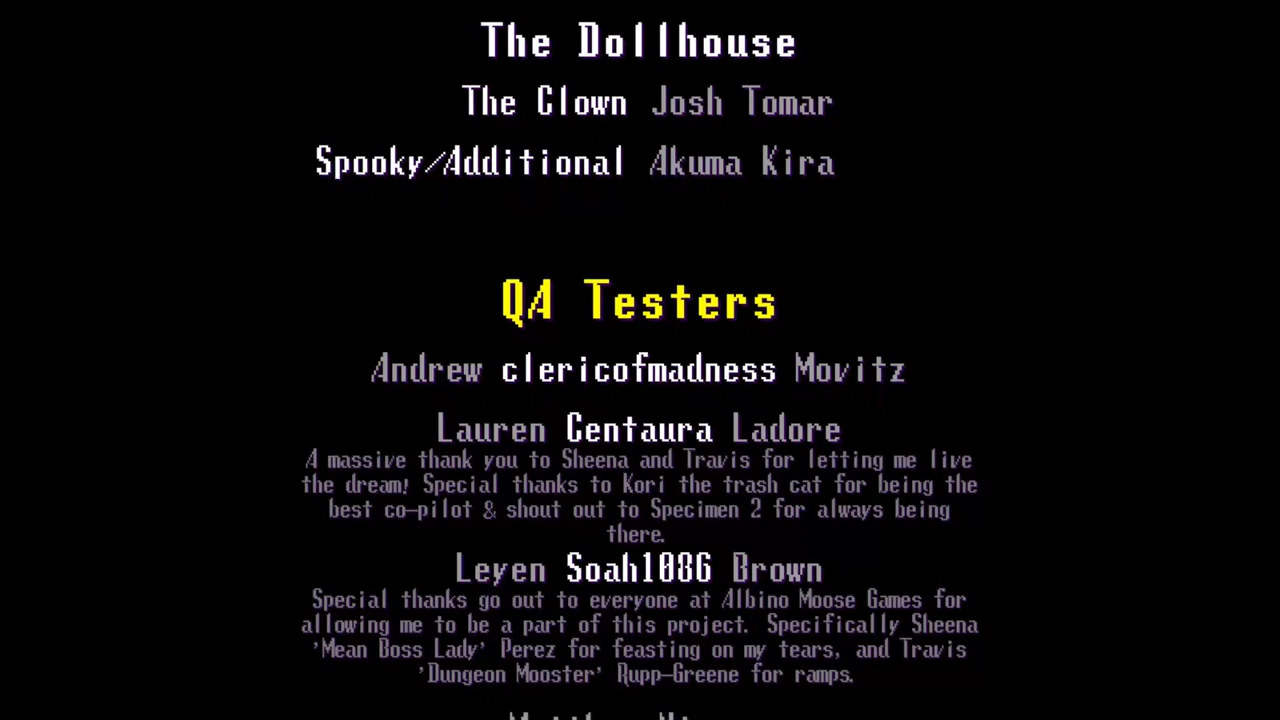 The Dollhouse
The Clown Josh Tomar
Spooky/Additional Akuma Kira
QA Testers
Andrew clericofmadness Movitz
Lauren Centaura Ladore
A massive thank you to Sheena and Travis for letting me live
the dream! Special thanks to Kori the trash cat for being the
best co-pilot & shout out to Specimen 2 for always being
there.
Leyen Soah1086 Brown
Special thanks go out to everyone at Albino Moose Games for
allowing me to be a part of this project. Specifically Sheena
'Mean Boss Lady' Perez for feasting on my tears, and Travis
'Dungeon Mooster' Rupp-Greene for ramps.